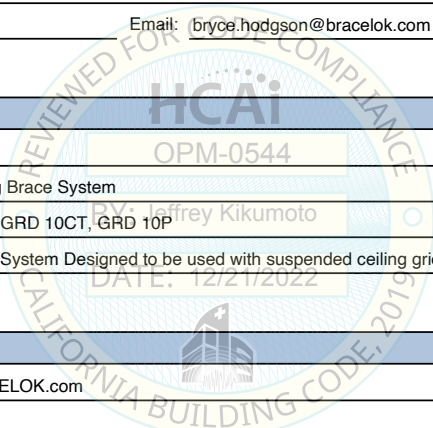 Email: bryce.hodgson@bracelok.com
REVIEWED FOR CODE COMPLIANCE
HCAi
OPM-0544
g Brace System
BY: Jeffrey Kikumoto
GRD 10CT, GRD 10P
System Designed to be used with suspended ceiling gri
DATE: 12/21/2022
ELOK.com
CALIFORNIA BUILDING CODE, 2019